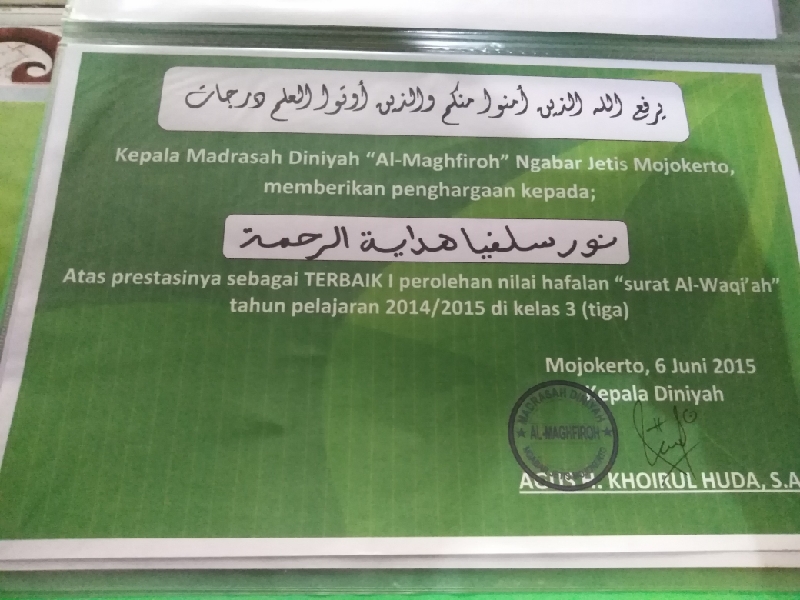 يرفع الله الذين أمنوا منكم والذين أوتوا العلم درجات
Kepala Madrasah Diniyah “Al-Maghfiroh” Ngabar Jetis Mojokerto,
memberikan penghargaan kepada;
نور سلفيا هداية الرحمة
Atas prestasinya sebagai TERBAIK I perolehan nilai hafalan “surat Al-Waqi’ah”
tahun pelajaran 2014/2015 di kelas 3 (tiga)
Mojokerto, 6 Juni 2015
Kepala Diniyah
MADRASAH DINIYAH
AL-MAGHFIROH
AGUS H. KHOIRUL HUDA, S.A